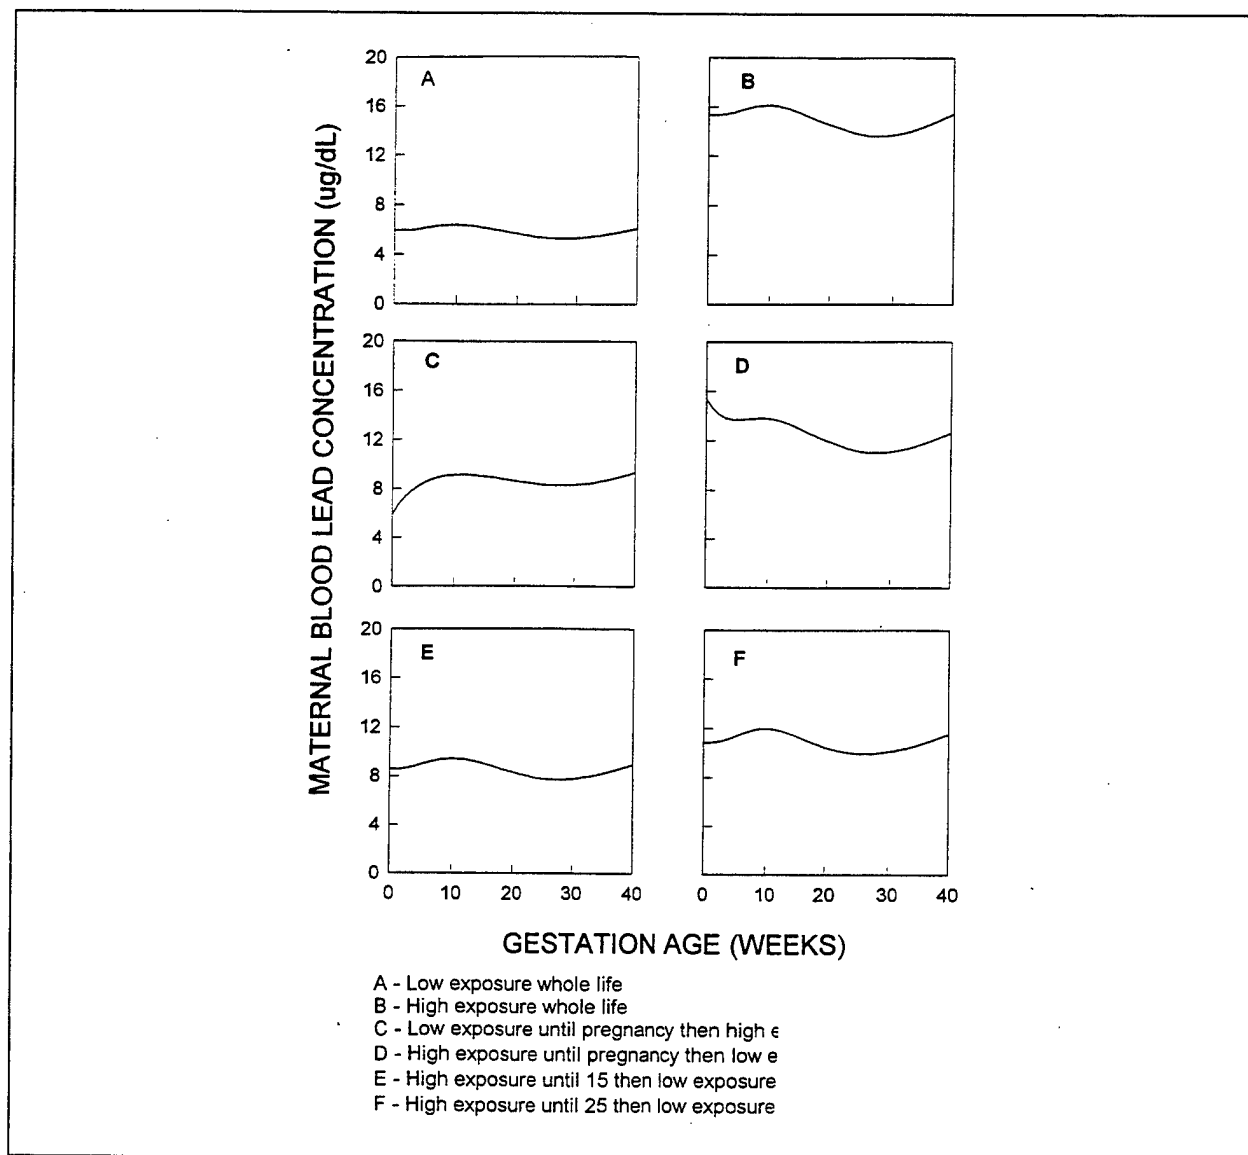 MATERNAL BLOOD LEAD CONCENTRATION (ug/dL)
20
16
12
8
4
0
A
B
20
16
12
8
4
0
C
D
20
16
12
8
4
0
E
F
0 10 20 30 40
0 10 20 30 40
GESTATION AGE (WEEKS)
A - Low exposure whole life
B - High exposure whole life
C - Low exposure until pregnancy then high e
D - High exposure until pregnancy then low e
E - High exposure until 15 then low exposure
F - High exposure until 25 then low exposure